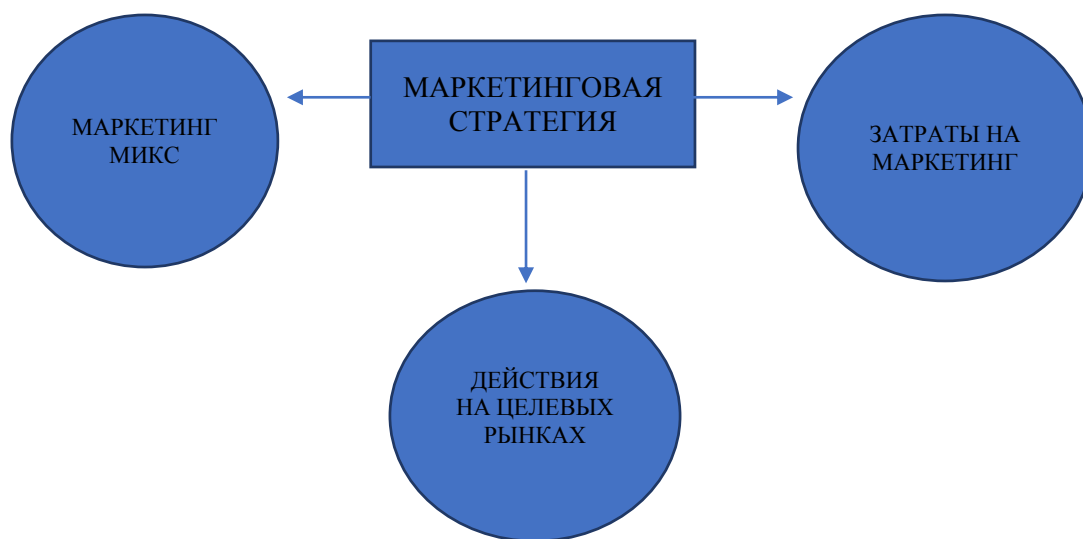 МАРКЕТИНГОВАЯ
СТРАТЕГИЯ
МАРКЕТИНГ
МИКС
ЗАТРАТЫ НА
МАРКЕТИНГ
ДЕЙСТВИЯ
НА ЦЕЛЕВЫХ
РЫНКАХ